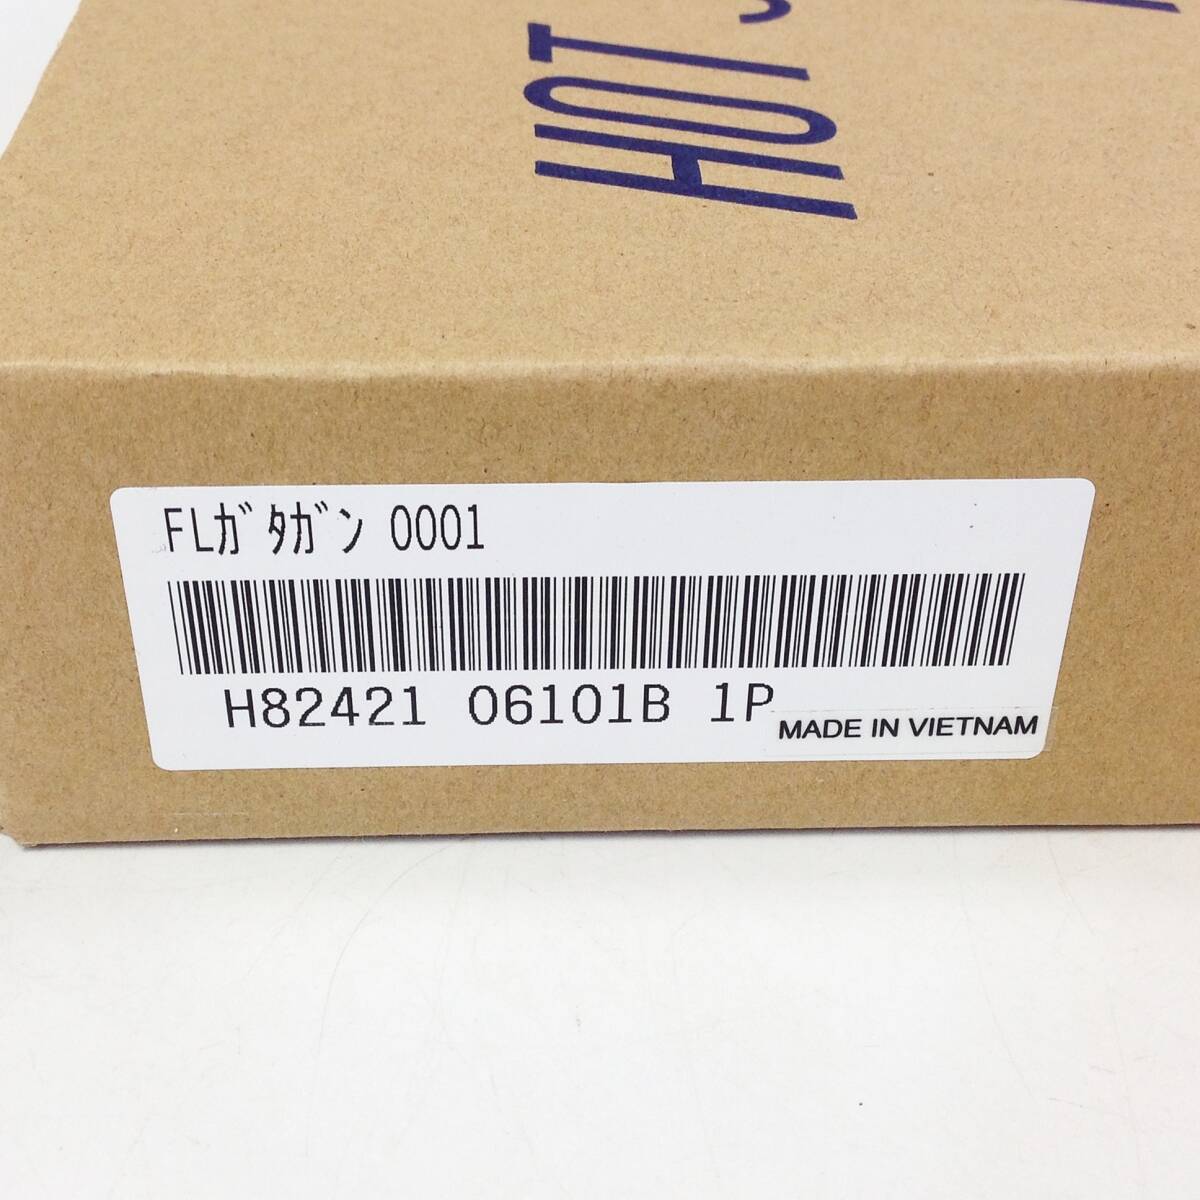 HOT
FLｶﾞﾀｶﾞﾝ 0001
H82421 06101B 1P
MADE IN VIETNAM